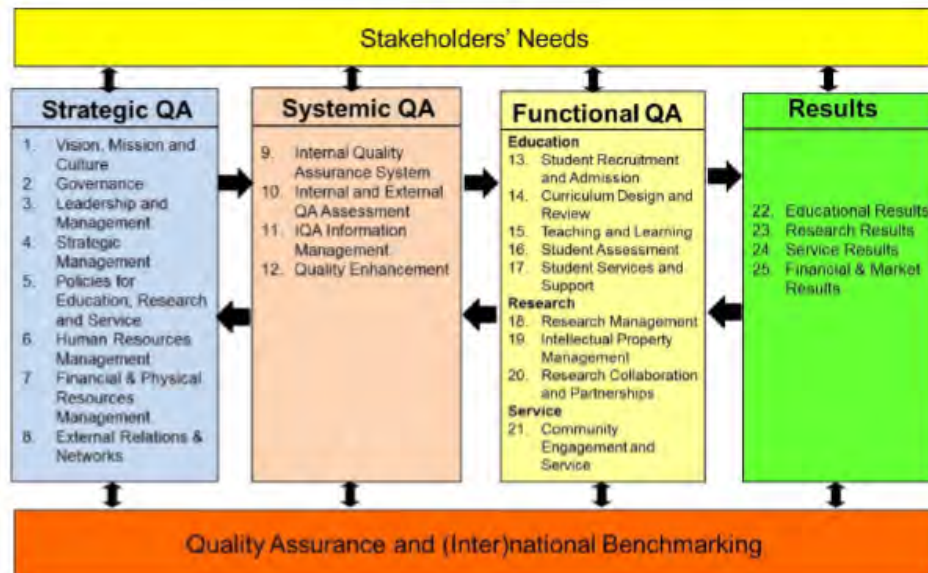 Stakeholders' Needs
Strategic QA
1. Vision, Mission and
Culture
2. Governance
3. Leadership and
Management
4. Strategic
Management
5. Policies for
Education, Research
and Service
6. Human Resources
Management
7 Financial & Physical
Resources
Management
8. External Relations &
Networks
Systemic QA
9. Internal Quality
Assurance System
10. Internal and External
QA Assessment
11. IQA Information
Management
12. Quality Enhancement
Functional QA
Education
13. Student Recruitment
and Admission
14. Curriculum Design and
Review
15. Teaching and Learning
16. Student Assessment
17. Student Services and
Support
Research
18. Research Management
19. Intellectual Property
Management
20. Research Collaboration
and Partnerships
Service
21. Community
Engagement and
Service
Results
22. Educational Results
23. Research Results
24 Service Results
25. Financial & Market
Results
Quality Assurance and (Inter)national Benchmarking